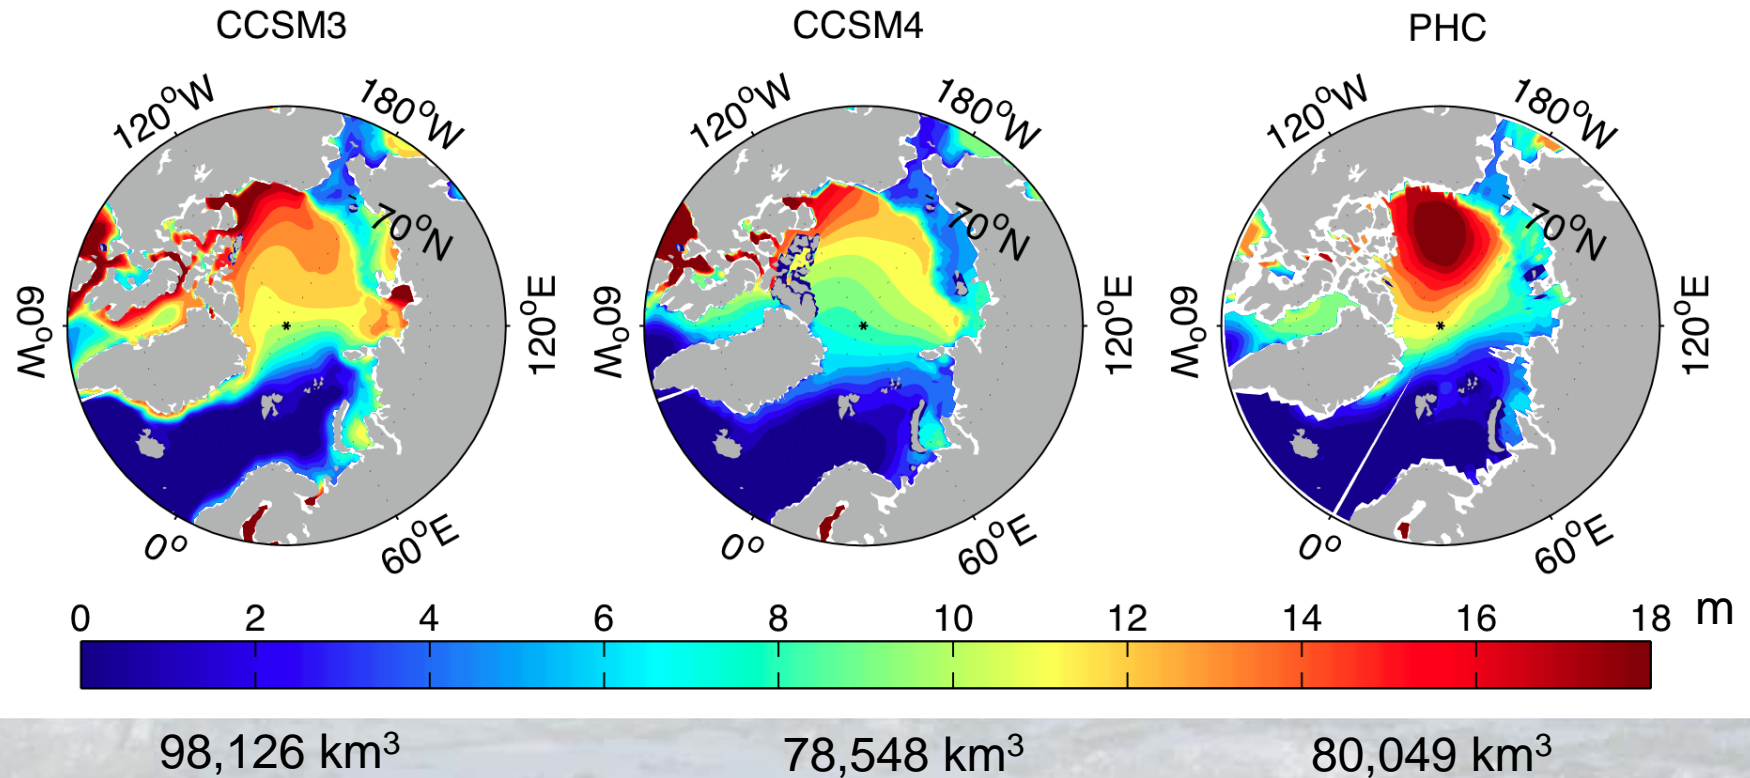 CCSM3 CCSM4 PHC
120°W 180°W 120°W 180°W 120°W 180°W
70°N 70°N 70°N
60°W 120°E 60°W 120°E 60°W 120°E
0° 60°E 0° 60°E 0° 60°E
0 2 4 6 8 10 12 14 16 18 m
98,126 km³ 78,548 km³ 80,049 km³